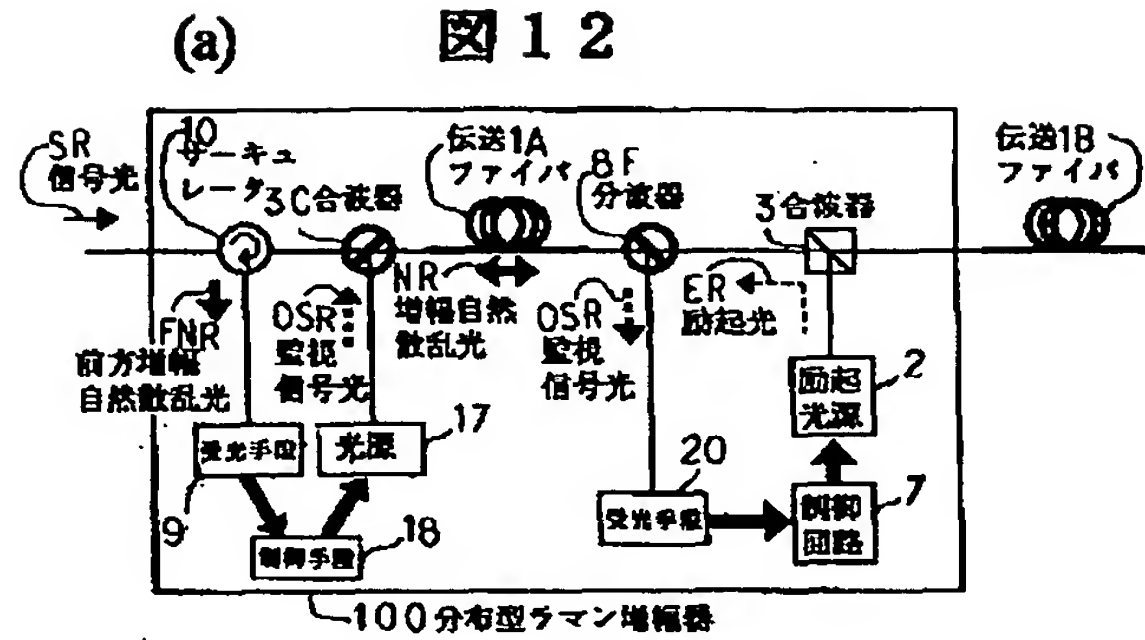 (a) 図12
SR
信号光
10
サーキュ
レータ
3C合波器
伝送1A
ファイバ
8F
分波器
3合波器
伝送1B
ファイバ
FNR
前方増幅
自然散乱光
OSR
監視
信号光
NR
増幅自然
散乱光
OSR
監視
信号光
ER
励起光
励起
光源
2
受光手段
9
光源
17
制御手段
18
受光手段
20
制御
回路
7
100分布型ラマン増幅器